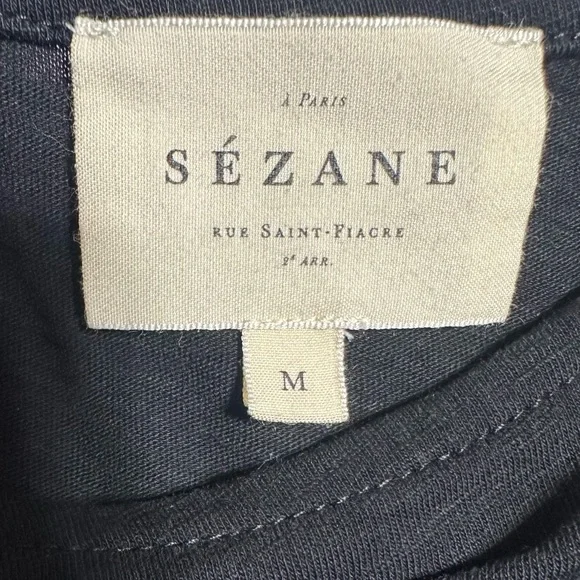 À PARIS
SÉZANE
RUE SAINT-FIACRE
2ᵉ ARR.
M